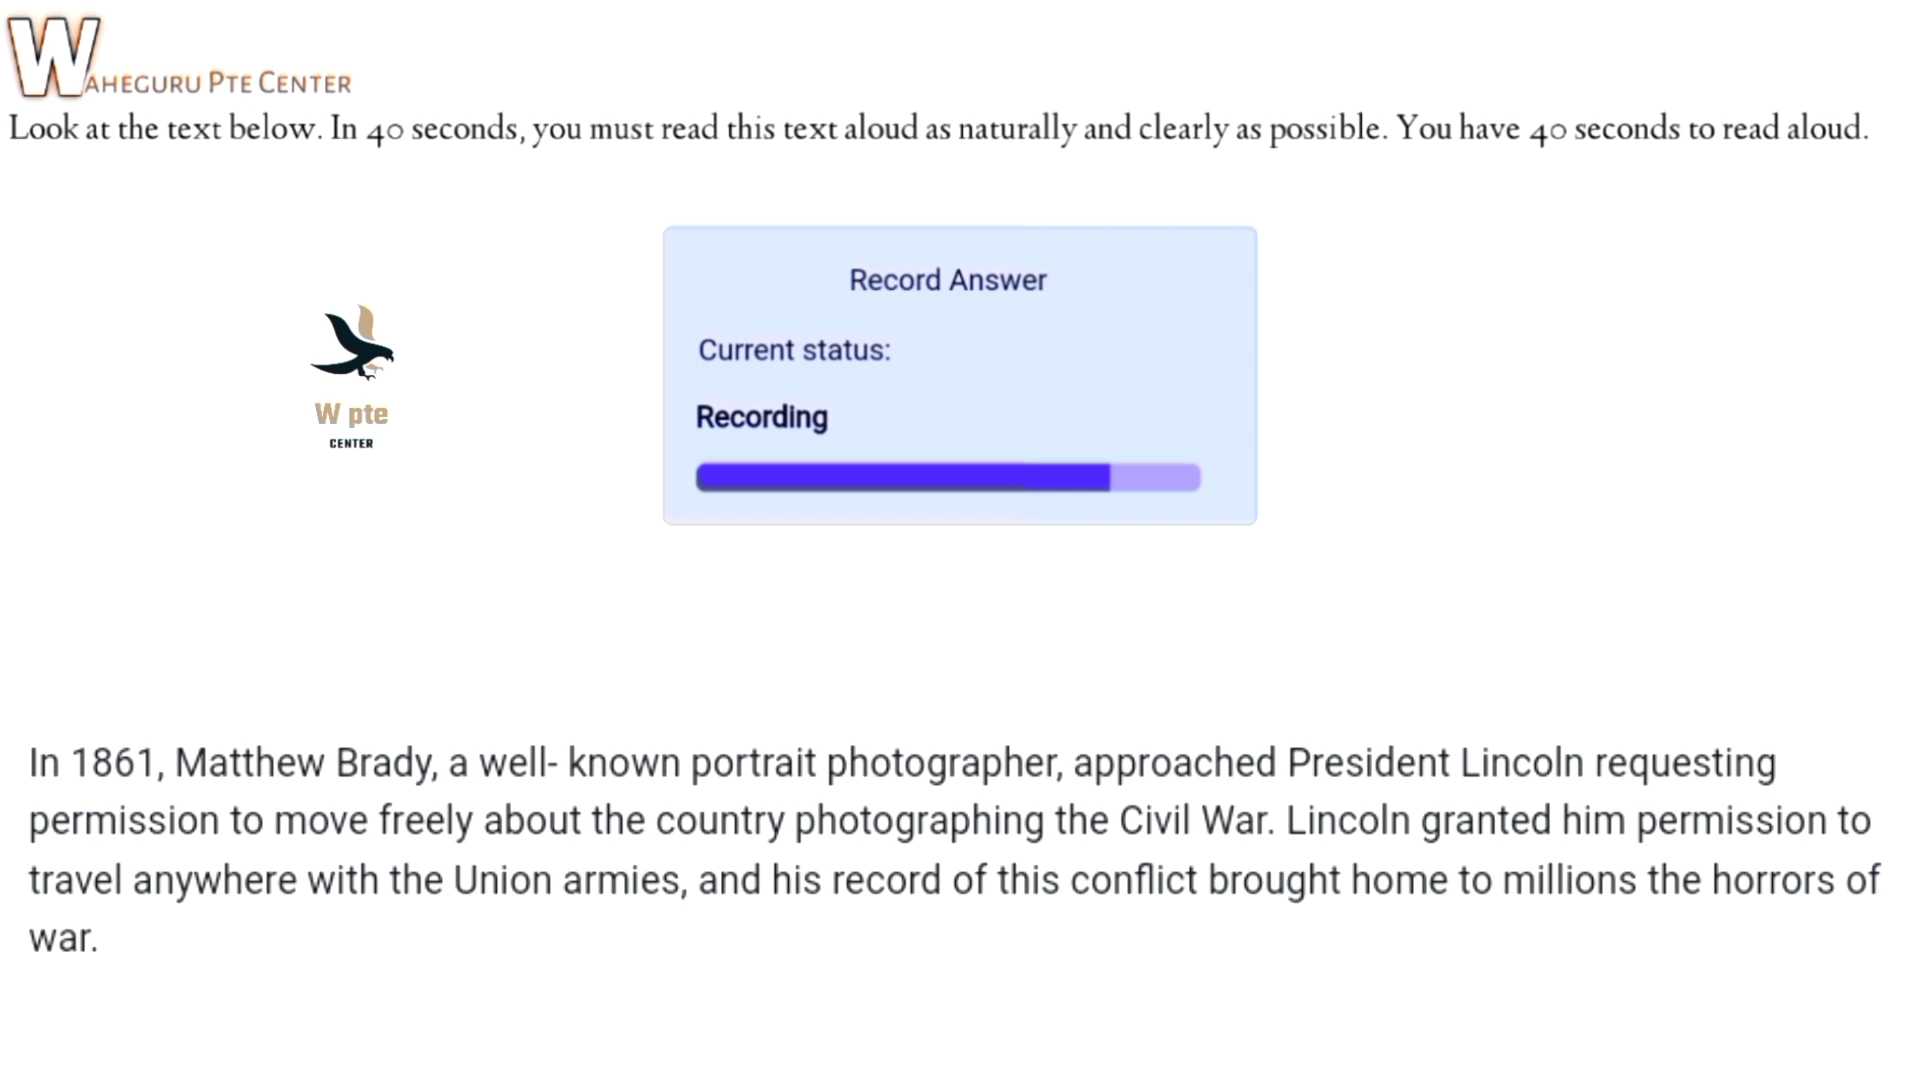 WAHEGURU PTE CENTER
Look at the text below. In 40 seconds, you must read this text aloud as naturally and clearly as possible. You have 40 seconds to read aloud.
Record Answer
Current status:
Recording
W pte
CENTER
In 1861, Matthew Brady, a well- known portrait photographer, approached President Lincoln requesting
permission to move freely about the country photographing the Civil War. Lincoln granted him permission to
travel anywhere with the Union armies, and his record of this conflict brought home to millions the horrors of
war.